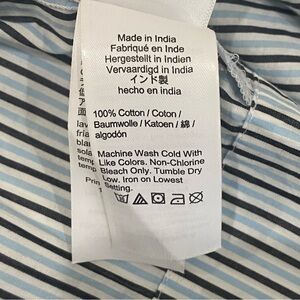 Made in India
Fabriqué en Inde
Hergestellt in Indien
Vervaardigd in India
インド製
hecho en india
100% Cotton / Coton /
Baumwolle / Katoen / 綿 /
algodón
Machine Wash Cold With
Like Colors. Non-Chlorine
Bleach Only. Tumble Dry
Low. Iron on Lowest
Setting.